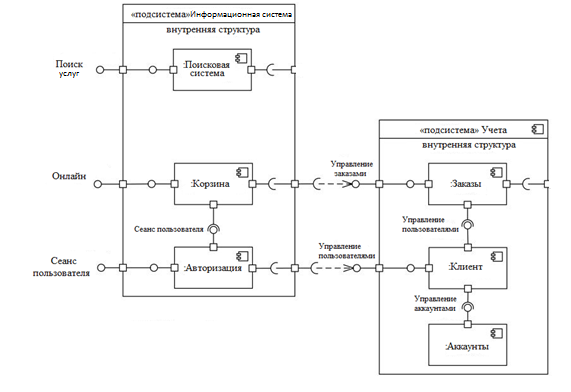 «подсистема»Информационная система
внутренняя структура
Поиск
услуг
:Поисковая
система
«подсистема» Учета
внутренняя структура
Онлайн
:Корзина
Управление
заказами
:Заказы
Сеанс пользователя
Управление
пользователями
Сеанс
пользователя
:Авторизация
Управление
пользователями
:Клиент
Управление
аккаунтами
:Аккаунты